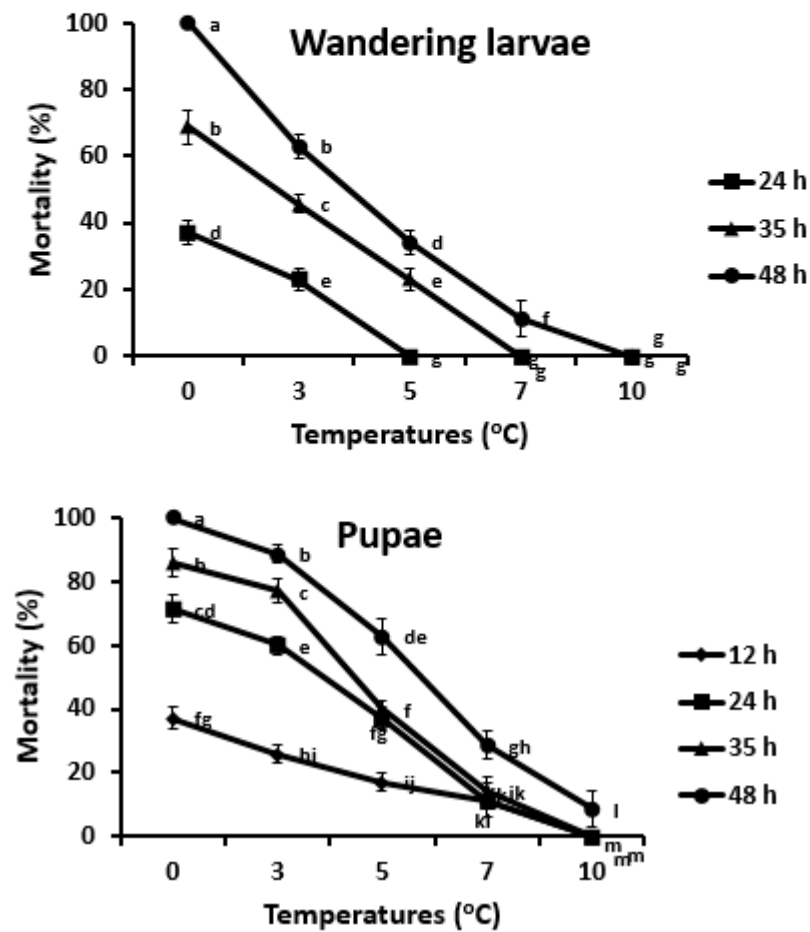 Wandering larvae
Mortality (%)
100
80
60
40
20
0
a
b
b
c
d
d
e
e
f
g
g
g
g
g
g
24 h
35 h
48 h
0 3 5 7 10
Temperatures (°C)
Pupae
Mortality (%)
100
80
60
40
20
0
a
b
b
c
cd
e
de
f
fg
fg
hi
ij
gh
jk
kl
l
m
m
m
12 h
24 h
35 h
48 h
0 3 5 7 10
Temperatures (°C)